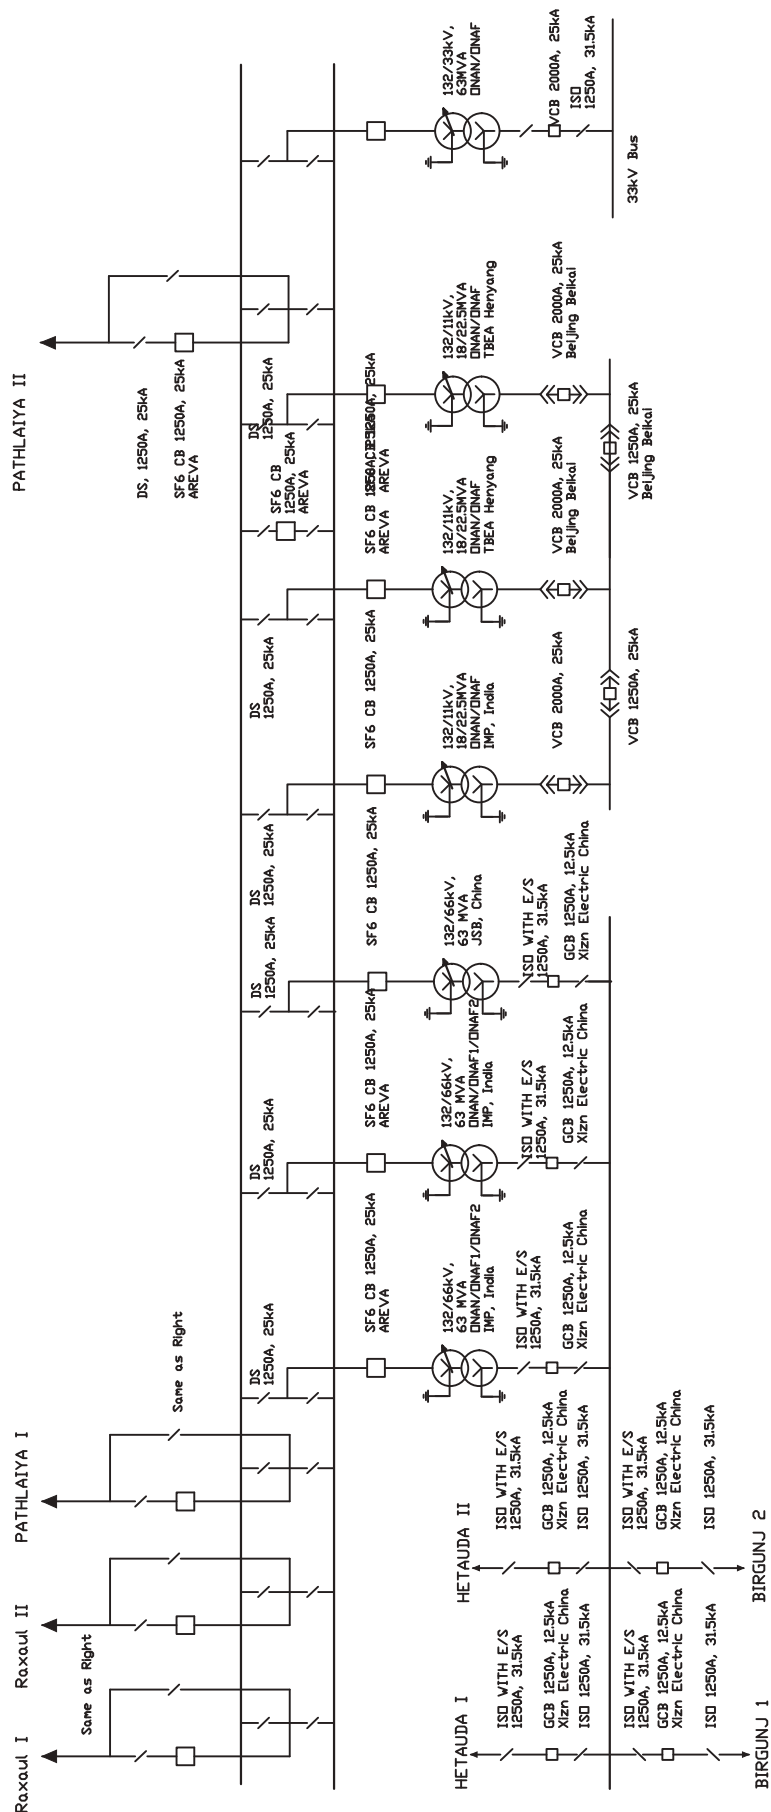 Raxaul I
Raxaul II
PATHLAIYA I
PATHLAIYA II
Same as Right
Same as Right
DS, 1250A, 25kA
SF6 CB 1250A, 25kA
AREVA
DS
1250A, 25kA
DS
1250A, 25kA
DS
1250A, 25kA
DS
1250A, 25kA
DS
1250A, 25kA
SF6 CB
1250A, 25kA
AREVA
DS
1250A, 25kA
SF6 CB 1250A, 25kA
AREVA
SF6 CB 1250A, 25kA
AREVA
SF6 CB 1250A, 25kA
SF6 CB 1250A, 25kA
SF6 CB 1250A, 25kA
AREVA
1250A, 25kA
AREVA
132/66kV,
63 MVA
ONAN/ONAF1/ONAF2
IMP, India
132/66kV,
63 MVA
ONAN/ONAF1/ONAF2
IMP, India
132/66kV,
63 MVA
JSB, China
132/11kV,
18/22.5MVA
ONAN/ONAF
IMP, India
132/11kV,
18/22.5MVA
ONAN/ONAF
TBEA Henyang
132/11kV,
18/22.5MVA
ONAN/ONAF
TBEA Henyang
132/33kV,
63MVA
ONAN/ONAF
HETAUDA I
HETAUDA II
ISO WITH E/S
1250A, 31.5kA
GCB 1250A, 12.5kA
Xizn Electric China
ISO 1250A, 31.5kA
ISO WITH E/S
1250A, 31.5kA
GCB 1250A, 12.5kA
Xizn Electric China
ISO 1250A, 31.5kA
ISO WITH E/S
1250A, 31.5kA
GCB 1250A, 12.5kA
Xizn Electric China
ISO WITH E/S
1250A, 31.5kA
GCB 1250A, 12.5kA
Xizn Electric China
ISO WITH E/S
1250A, 31.5kA
GCB 1250A, 12.5kA
Xizn Electric China
VCB 2000A, 25kA
VCB 2000A, 25kA
Beijing Beikai
VCB 2000A, 25kA
Beijing Beikai
VCB 2000A, 25kA
ISO
1250A, 31.5kA
ISO WITH E/S
1250A, 31.5kA
GCB 1250A, 12.5kA
Xizn Electric China
ISO 1250A, 31.5kA
ISO WITH E/S
1250A, 31.5kA
GCB 1250A, 12.5kA
Xizn Electric China
ISO 1250A, 31.5kA
VCB 1250A, 25kA
VCB 1250A, 25kA
Beijing Beikai
33kV Bus
BIRGUNJ 1
BIRGUNJ 2